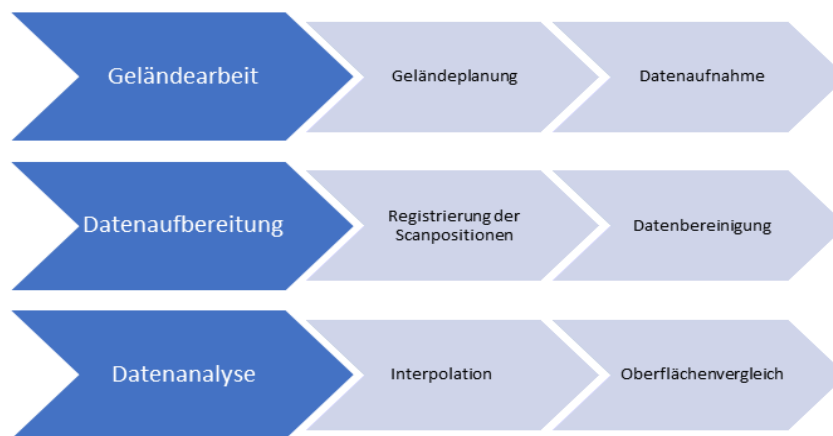 Geländearbeit
Geländeplanung
Datenaufnahme
Datenaufbereitung
Registrierung der
Scanpositionen
Datenbereinigung
Datenanalyse
Interpolation
Oberflächenvergleich